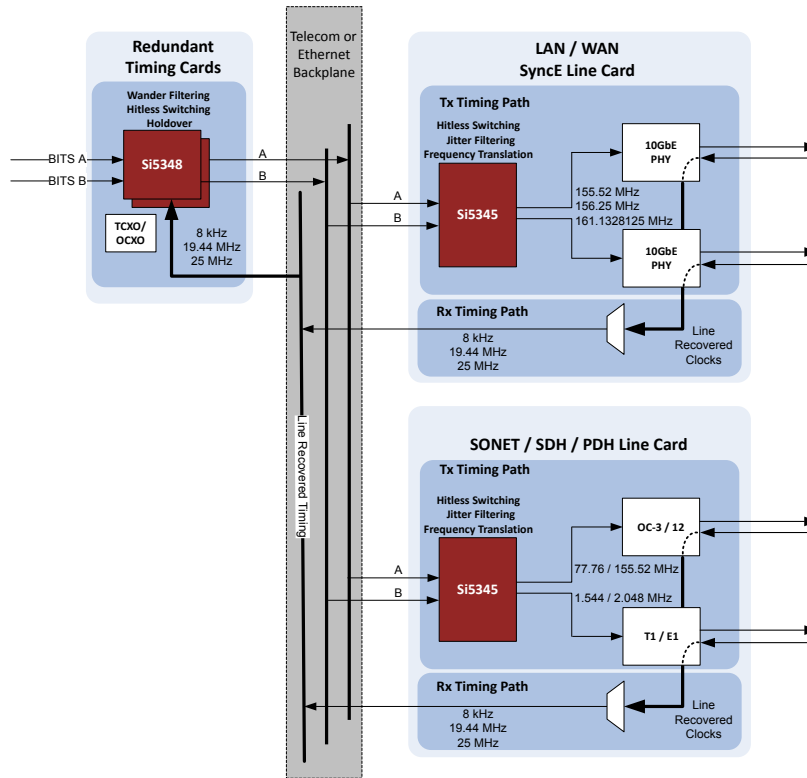 Redundant
Timing Cards
Wander Filtering
Hitless Switching
Holdover
BITS A
BITS B
Si5348
A
B
TCXO/
OCXO
8 kHz
19.44 MHz
25 MHz
Telecom or
Ethernet
Backplane
Line Recovered Timing
LAN / WAN
SyncE Line Card
Tx Timing Path
Hitless Switching
Jitter Filtering
Frequency Translation
A
B
Si5345
155.52 MHz
156.25 MHz
161.1328125 MHz
10GbE
PHY
10GbE
PHY
Rx Timing Path
8 kHz
19.44 MHz
25 MHz
Line
Recovered
Clocks
SONET / SDH / PDH Line Card
Tx Timing Path
Hitless Switching
Jitter Filtering
Frequency Translation
A
B
Si5345
77.76 / 155.52 MHz
1.544 / 2.048 MHz
OC-3 / 12
T1 / E1
Rx Timing Path
8 kHz
19.44 MHz
25 MHz
Line
Recovered
Clocks